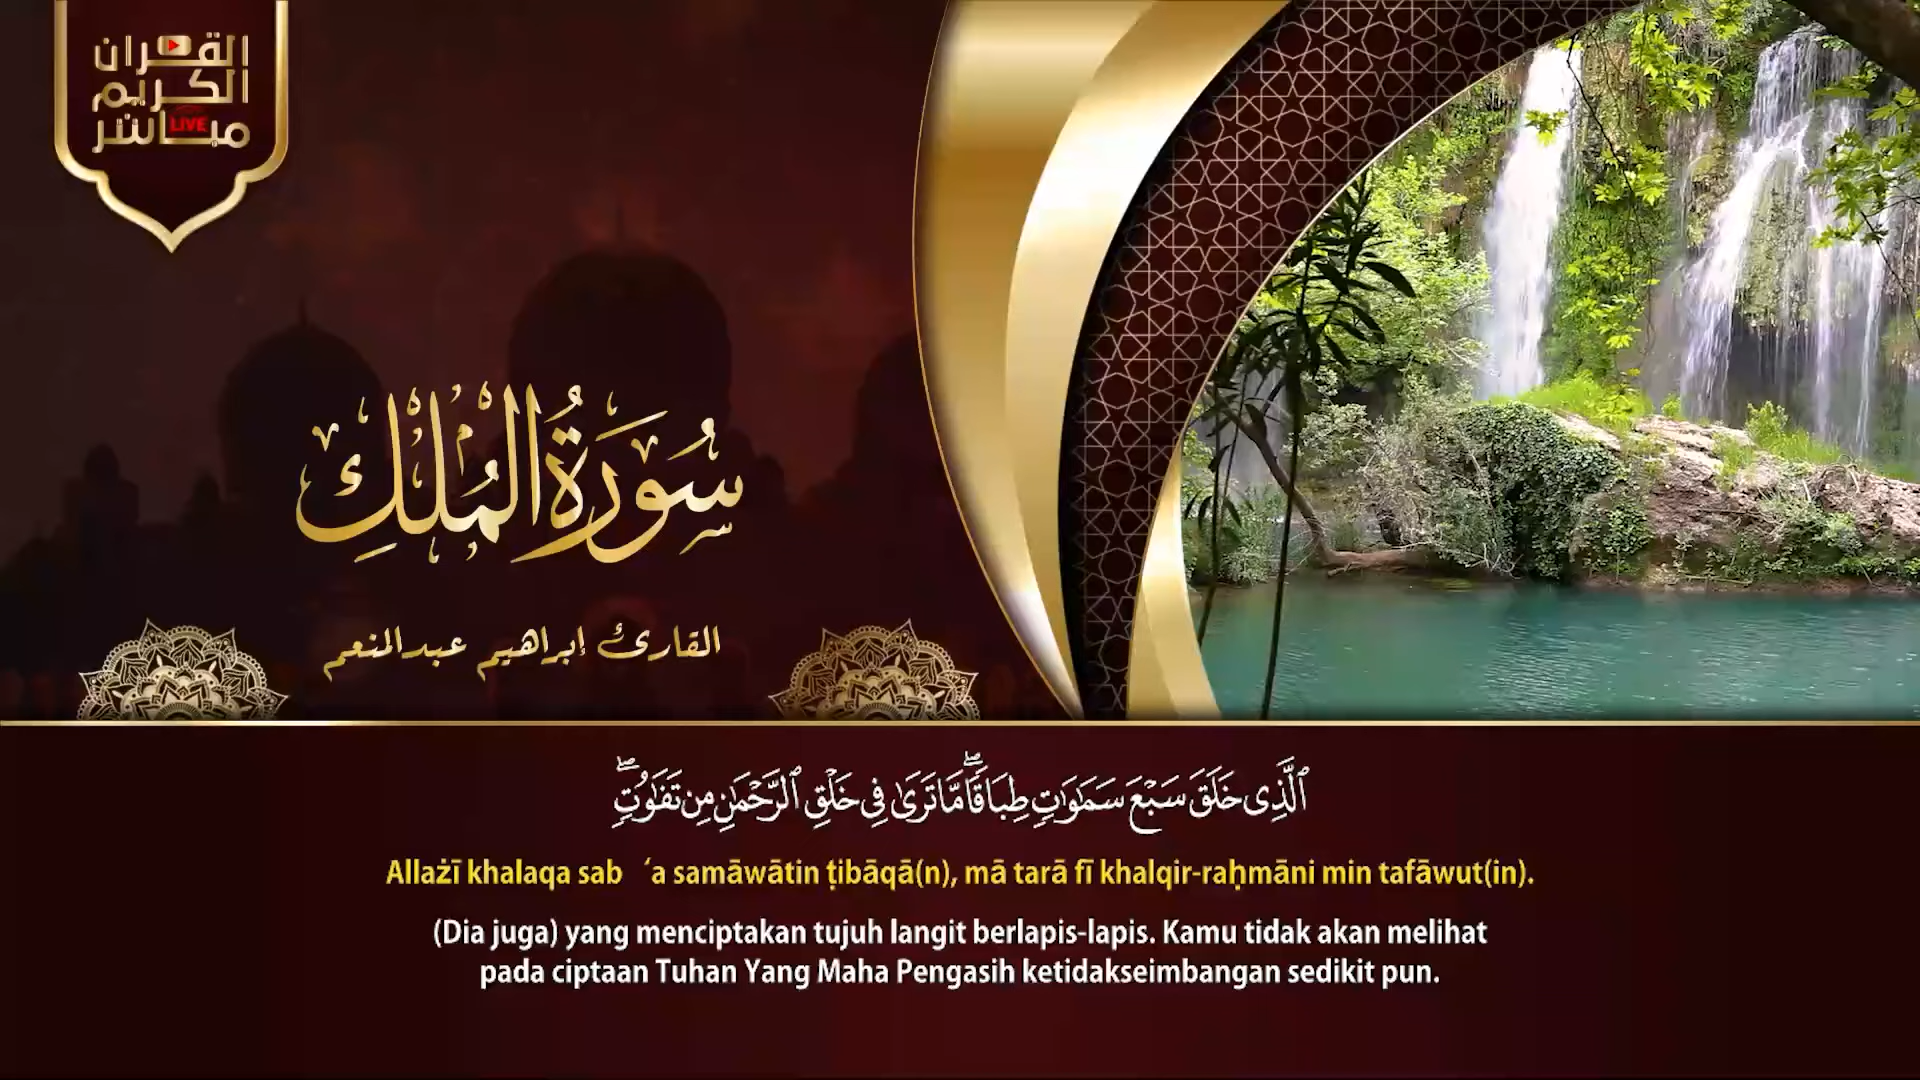 القرآن
الكريم
مباشر
LIVE
سُورَةُ المُلْكِ
القارئ إبراهيم عبدالمنعم
ٱلَّذِى خَلَقَ سَبْعَ سَمَٰوَٰتٍ طِبَاقًا ۖ مَّا تَرَىٰ فِى خَلْقِ ٱلرَّحْمَٰنِ مِن تَفَٰوُتٍ ۖ
Allażī khalaqa sab ‘a samāwātin ṭibāqā(n), mā tarā fī khalqir-raḥmāni min tafāwut(in).
(Dia juga) yang menciptakan tujuh langit berlapis-lapis. Kamu tidak akan melihat
pada ciptaan Tuhan Yang Maha Pengasih ketidakseimbangan sedikit pun.